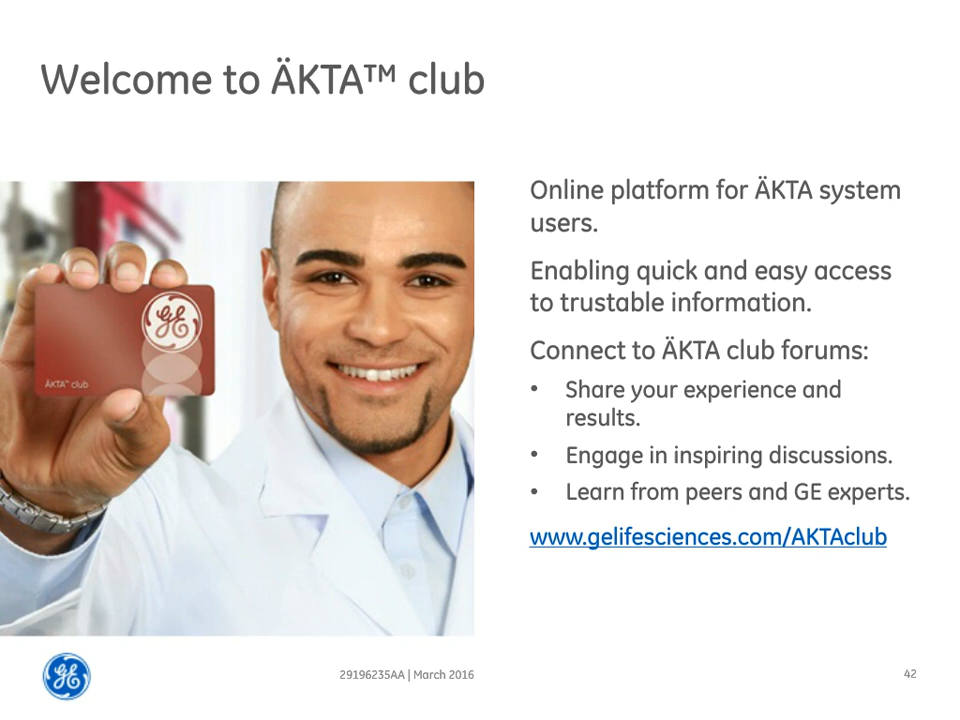 Welcome to ÄKTA™ club
GE
ÄKTA™ club
Online platform for ÄKTA system
users.
Enabling quick and easy access
to trustable information.
Connect to ÄKTA club forums:
• Share your experience and
results.
• Engage in inspiring discussions.
• Learn from peers and GE experts.
www.gelifesciences.com/AKTAclub
GE
29196235AA | March 2016
42